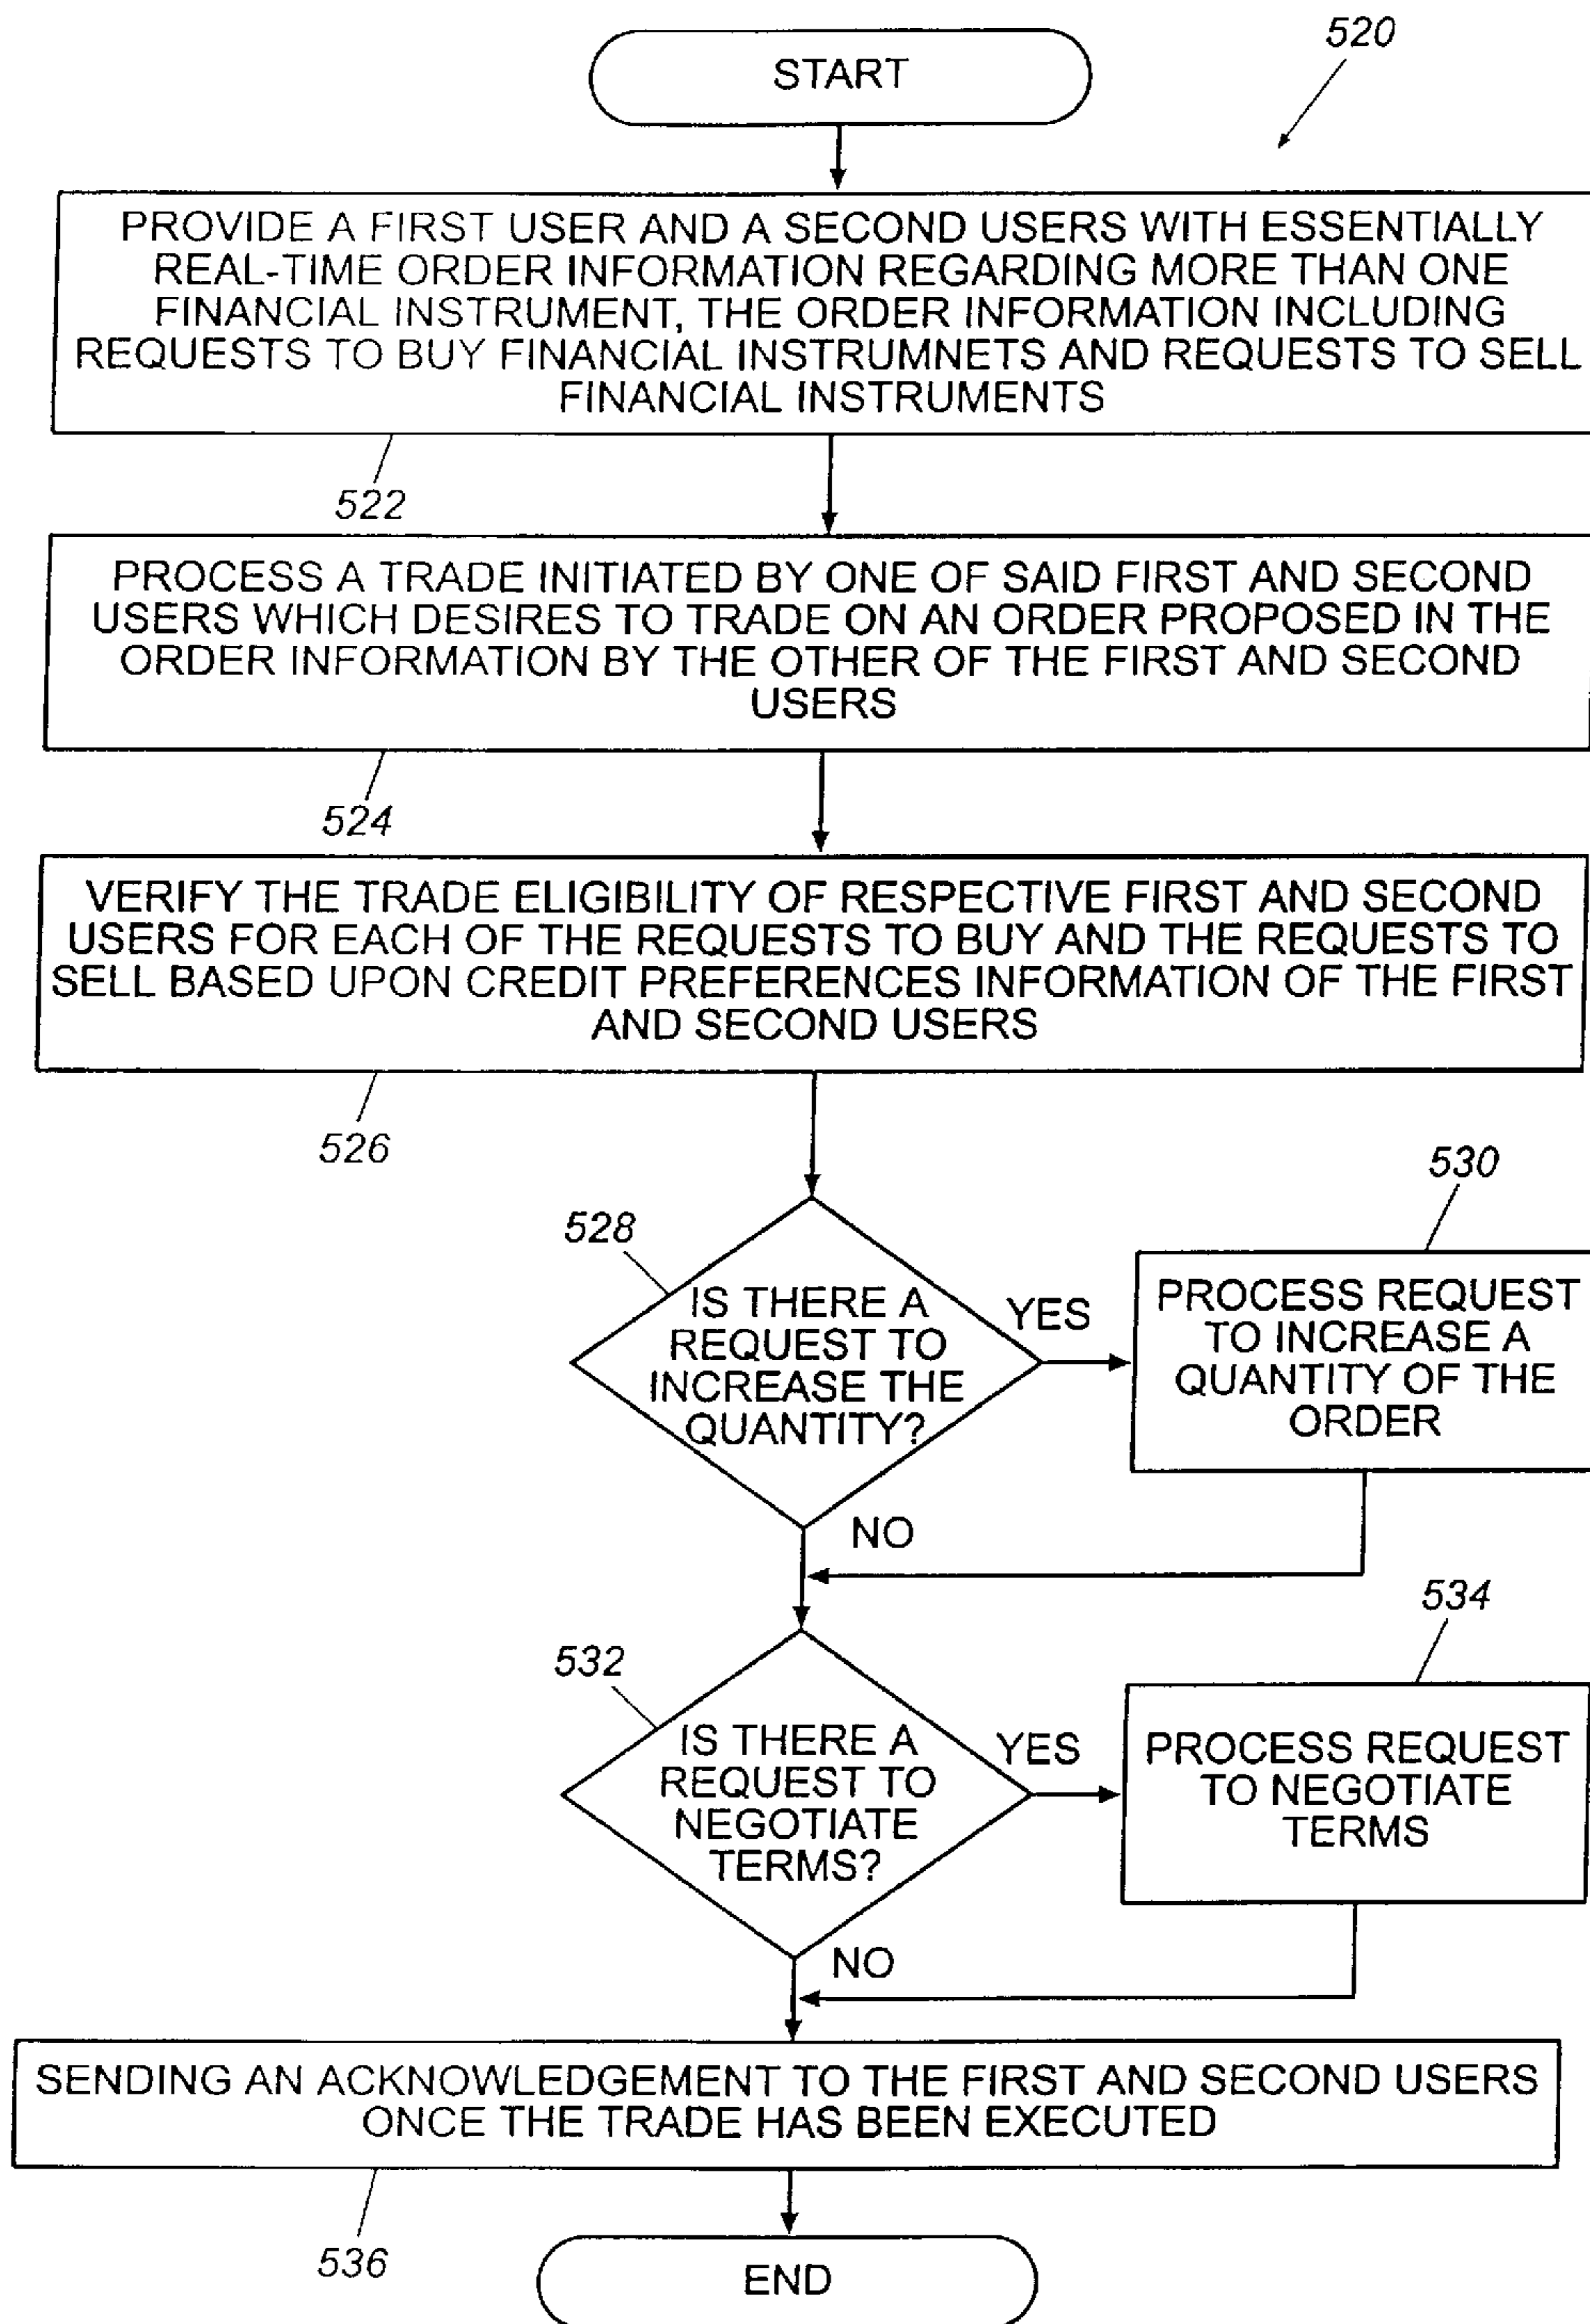 520
START
PROVIDE A FIRST USER AND A SECOND USERS WITH ESSENTIALLY
REAL-TIME ORDER INFORMATION REGARDING MORE THAN ONE
FINANCIAL INSTRUMENT, THE ORDER INFORMATION INCLUDING
REQUESTS TO BUY FINANCIAL INSTRUMNETS AND REQUESTS TO SELL
FINANCIAL INSTRUMENTS
522
PROCESS A TRADE INITIATED BY ONE OF SAID FIRST AND SECOND
USERS WHICH DESIRES TO TRADE ON AN ORDER PROPOSED IN THE
ORDER INFORMATION BY THE OTHER OF THE FIRST AND SECOND
USERS
524
VERIFY THE TRADE ELIGIBILITY OF RESPECTIVE FIRST AND SECOND
USERS FOR EACH OF THE REQUESTS TO BUY AND THE REQUESTS TO
SELL BASED UPON CREDIT PREFERENCES INFORMATION OF THE FIRST
AND SECOND USERS
526
528
IS THERE A
REQUEST TO
INCREASE THE
QUANTITY?
YES
530
PROCESS REQUEST
TO INCREASE A
QUANTITY OF THE
ORDER
NO
532
IS THERE A
REQUEST TO
NEGOTIATE
TERMS?
YES
534
PROCESS REQUEST
TO NEGOTIATE
TERMS
NO
SENDING AN ACKNOWLEDGEMENT TO THE FIRST AND SECOND USERS
ONCE THE TRADE HAS BEEN EXECUTED
536
END